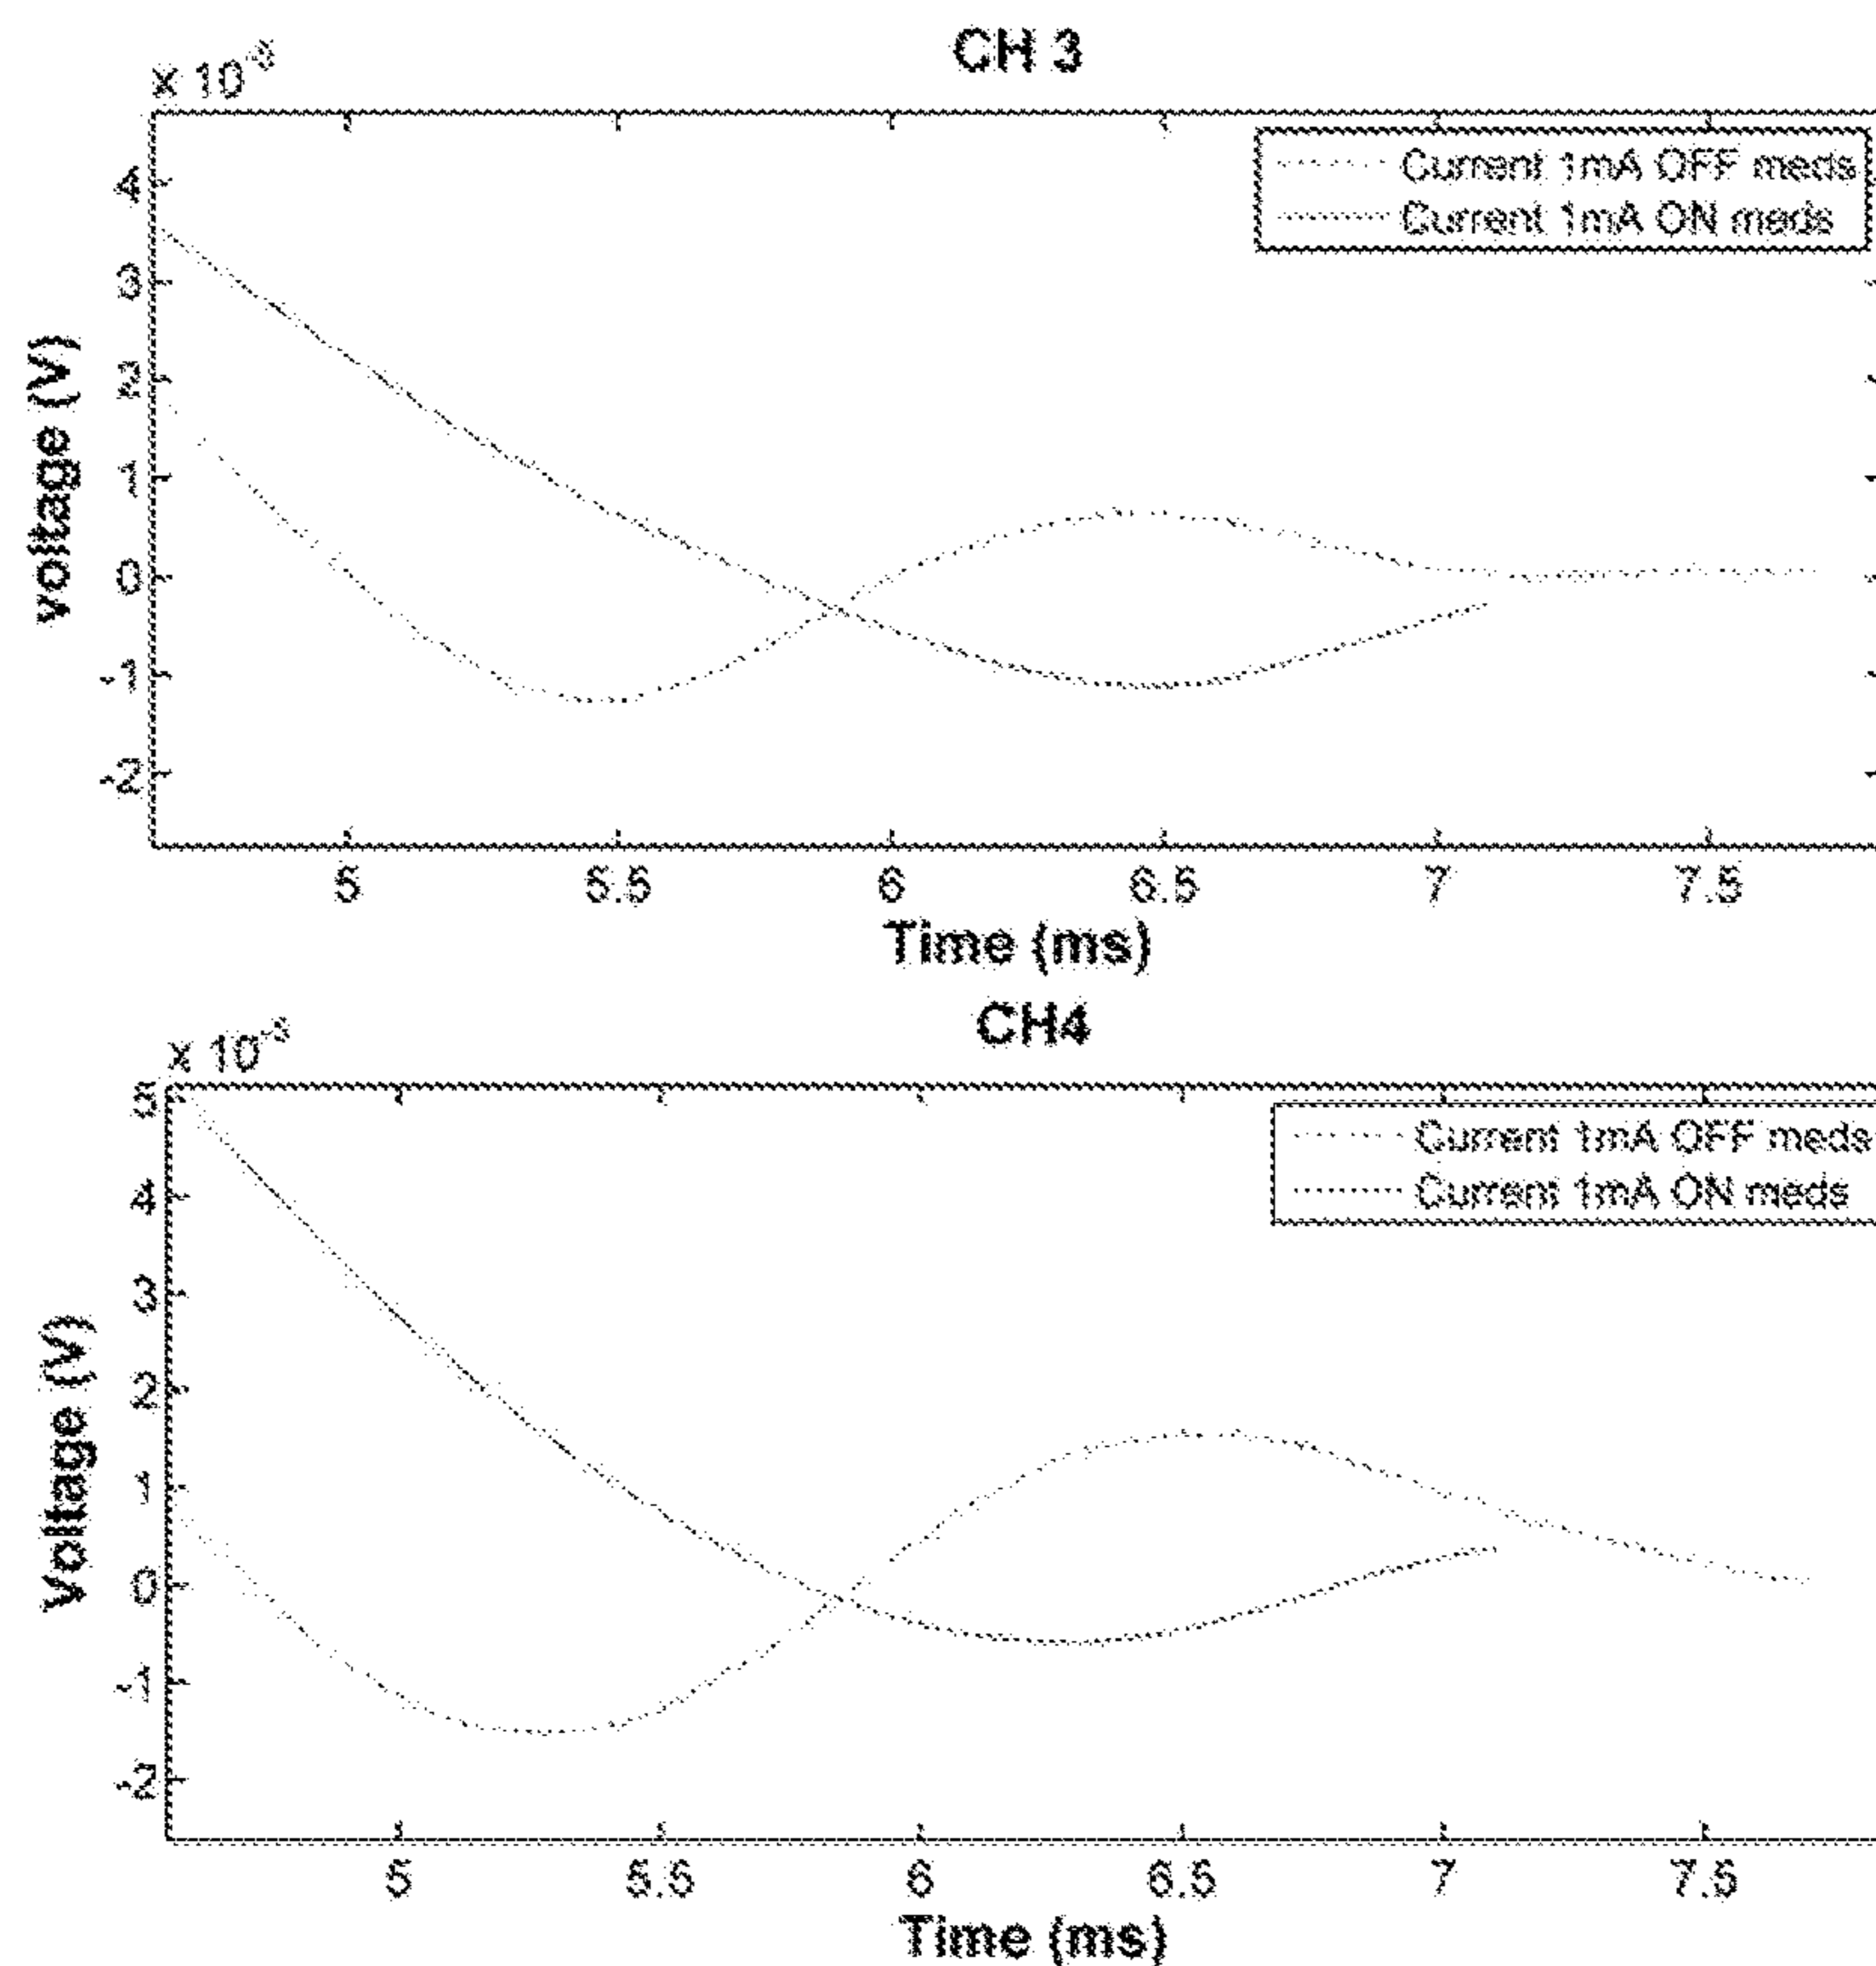 CH 3
x 10^-3
Current 1mA OFF meds
Current 1mA ON meds
4
3
2
1
0
-1
-2
voltage (V)
5
5.5
6
6.5
7
7.5
Time (ms)
CH4
x 10^-3
Current 1mA OFF meds
Current 1mA ON meds
5
4
3
2
1
0
-1
-2
Voltage (V)
5
5.5
6
6.5
7
7.5
Time (ms)